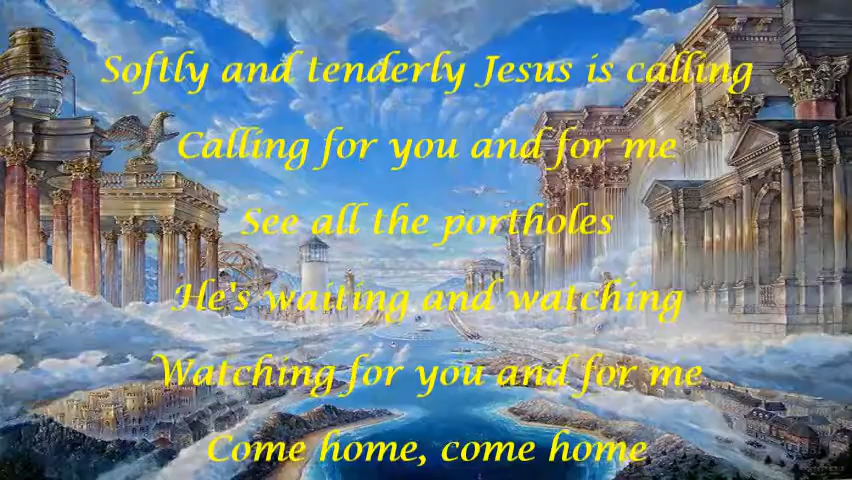 Softly and tenderly Jesus is calling
Calling for you and for me
See all the portholes
He's waiting and watching
Watching for you and for me
Come home, come home